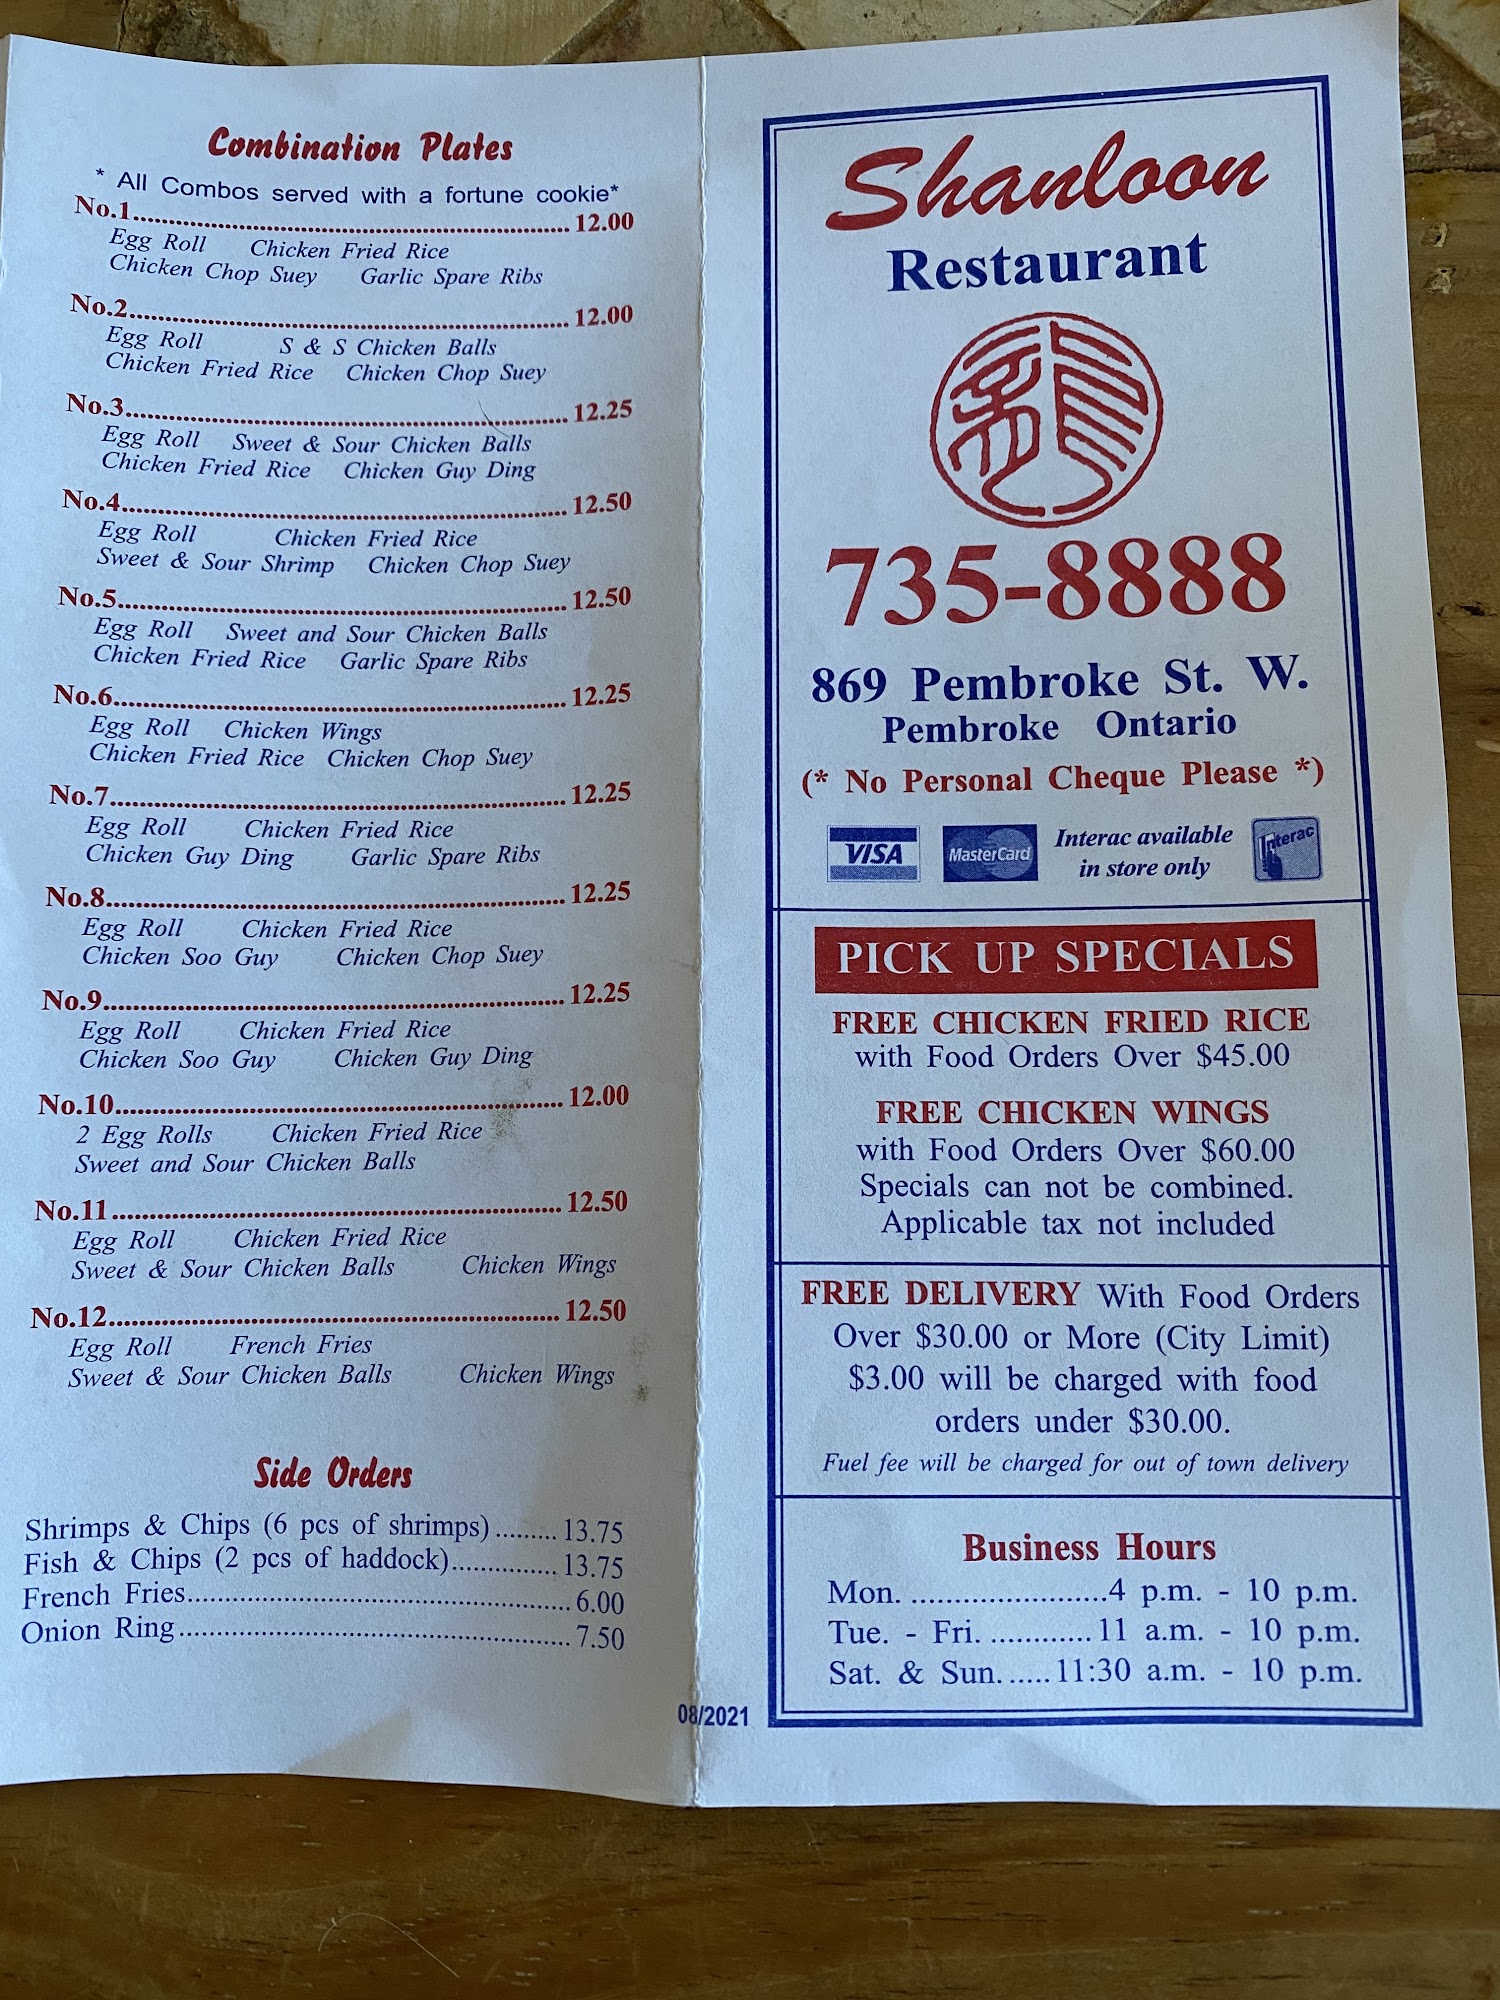 Combination Plates
* All Combos served with a fortune cookie*
No.1 12.00
Egg Roll Chicken Fried Rice
Chicken Chop Suey Garlic Spare Ribs
No.2 12.00
Egg Roll S & S Chicken Balls
Chicken Fried Rice Chicken Chop Suey
No.3 12.25
Egg Roll Sweet & Sour Chicken Balls
Chicken Fried Rice Chicken Guy Ding
No.4 12.50
Egg Roll Chicken Fried Rice
Sweet & Sour Shrimp Chicken Chop Suey
No.5 12.50
Egg Roll Sweet and Sour Chicken Balls
Chicken Fried Rice Garlic Spare Ribs
No.6 12.25
Egg Roll Chicken Wings
Chicken Fried Rice Chicken Chop Suey
No.7 12.25
Egg Roll Chicken Fried Rice
Chicken Guy Ding Garlic Spare Ribs
No.8 12.25
Egg Roll Chicken Fried Rice
Chicken Soo Guy Chicken Chop Suey
No.9 12.25
Egg Roll Chicken Fried Rice
Chicken Soo Guy Chicken Guy Ding
No.10 12.00
2 Egg Rolls Chicken Fried Rice
Sweet and Sour Chicken Balls
No.11 12.50
Egg Roll Chicken Fried Rice
Sweet & Sour Chicken Balls Chicken Wings
No.12 12.50
Egg Roll French Fries
Sweet & Sour Chicken Balls Chicken Wings
Side Orders
Shrimps & Chips (6 pcs of shrimps) 13.75
Fish & Chips (2 pcs of haddock) 13.75
French Fries 6.00
Onion Ring 7.50
08/2021
Shanloon
Restaurant
735-8888
869 Pembroke St. W.
Pembroke Ontario
(* No Personal Cheque Please *)
VISA MasterCard Interac available
in store only
Interac
PICK UP SPECIALS
FREE CHICKEN FRIED RICE
with Food Orders Over $45.00
FREE CHICKEN WINGS
with Food Orders Over $60.00
Specials can not be combined.
Applicable tax not included
FREE DELIVERY With Food Orders
Over $30.00 or More (City Limit)
$3.00 will be charged with food
orders under $30.00.
Fuel fee will be charged for out of town delivery
Business Hours
Mon. 4 p.m. - 10 p.m.
Tue. - Fri. 11 a.m. - 10 p.m.
Sat. & Sun. 11:30 a.m. - 10 p.m.